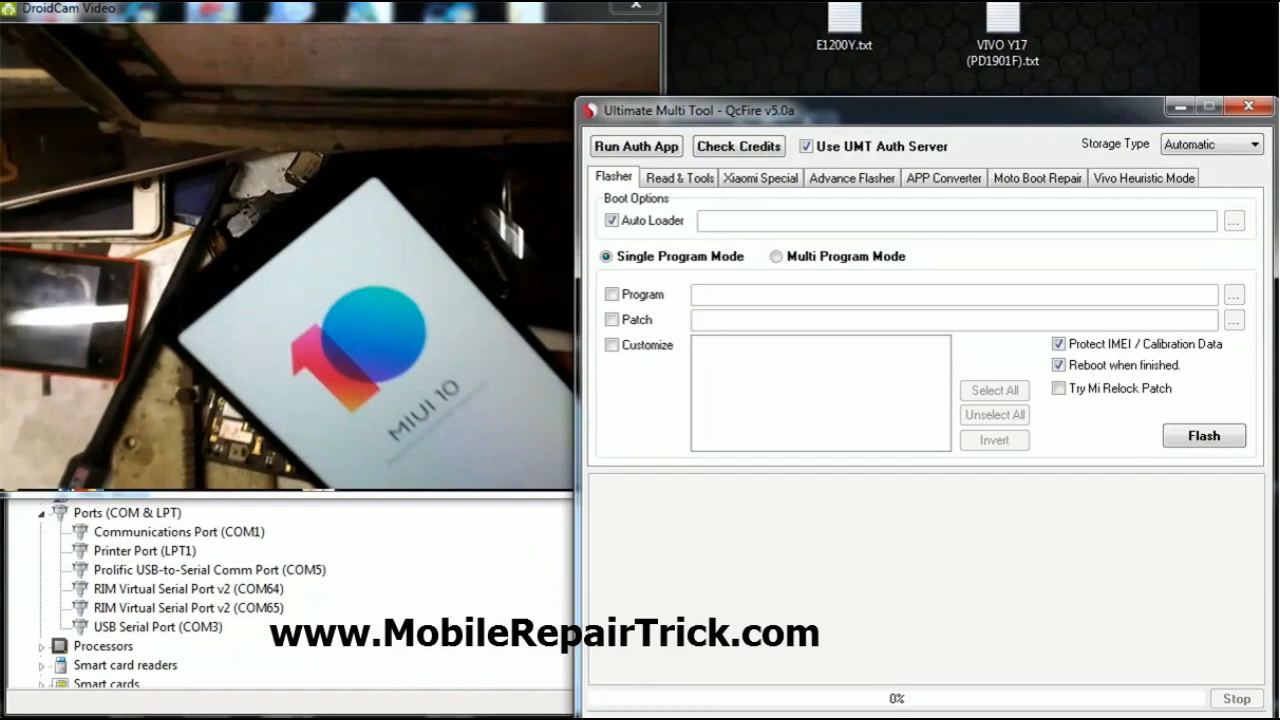 DroidCam Video
E1200Y.txt
VIVO Y17
(PD1901F).txt
MIUI 10
Ultimate Multi Tool - QcFire v5.0a
Run Auth App
Check Credits
Use UMT Auth Server
Storage Type
Automatic
Flasher
Read & Tools
Xiaomi Special
Advance Flasher
APP Converter
Moto Boot Repair
Vivo Heuristic Mode
Boot Options
Auto Loader
...
Single Program Mode
Multi Program Mode
Program
...
Patch
...
Customize
Protect IMEI / Calibration Data
Reboot when finished.
Try Mi Relock Patch
Select All
Unselect All
Invert
Flash
0%
Stop
Ports (COM & LPT)
Communications Port (COM1)
Printer Port (LPT1)
Prolific USB-to-Serial Comm Port (COM5)
RIM Virtual Serial Port v2 (COM64)
RIM Virtual Serial Port v2 (COM65)
USB Serial Port (COM3)
Processors
Smart card readers
Smart cards
www.MobileRepairTrick.com